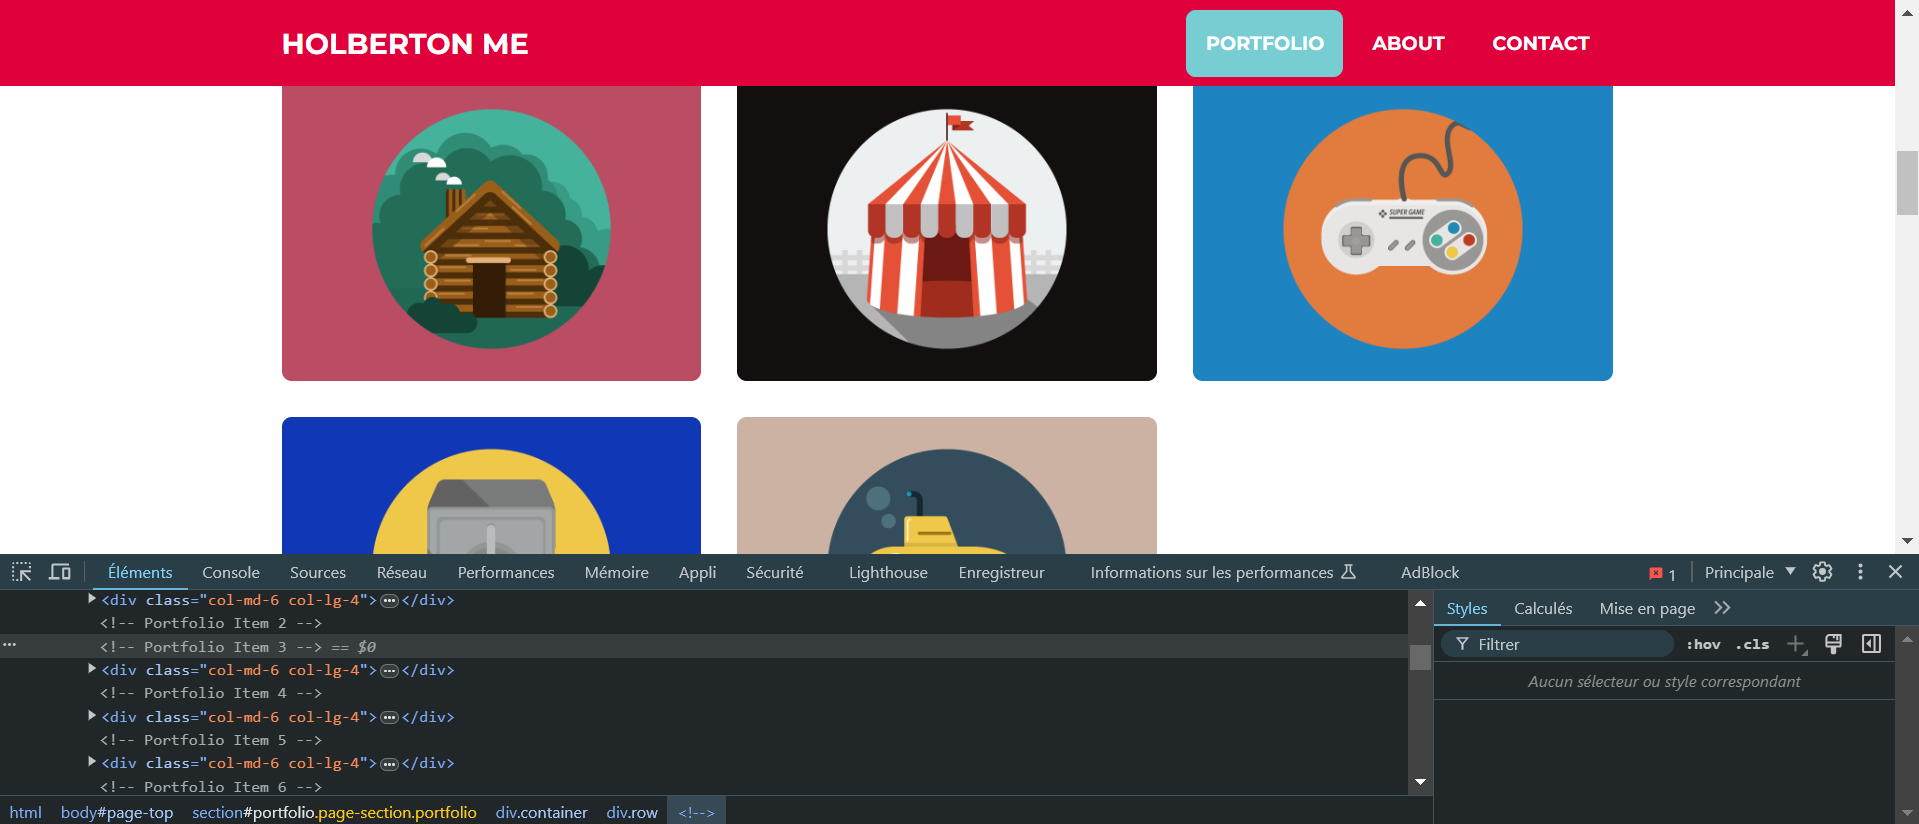 HOLBERTON ME
PORTFOLIO ABOUT CONTACT
SUPER GAME
Éléments Console Sources Réseau Performances Mémoire Appli Sécurité Lighthouse Enregistreur Informations sur les performances AdBlock 1 Principale
<div class="col-md-6 col-lg-4">…</div>
<!-- Portfolio Item 2 -->
… <!-- Portfolio Item 3 --> == $0
<div class="col-md-6 col-lg-4">…</div>
<!-- Portfolio Item 4 -->
<div class="col-md-6 col-lg-4">…</div>
<!-- Portfolio Item 5 -->
<div class="col-md-6 col-lg-4">…</div>
<!-- Portfolio Item 6 -->
html body#page-top section#portfolio.page-section.portfolio div.container div.row <!-->
Styles Calculés Mise en page
Filtrer :hov .cls
Aucun sélecteur ou style correspondant